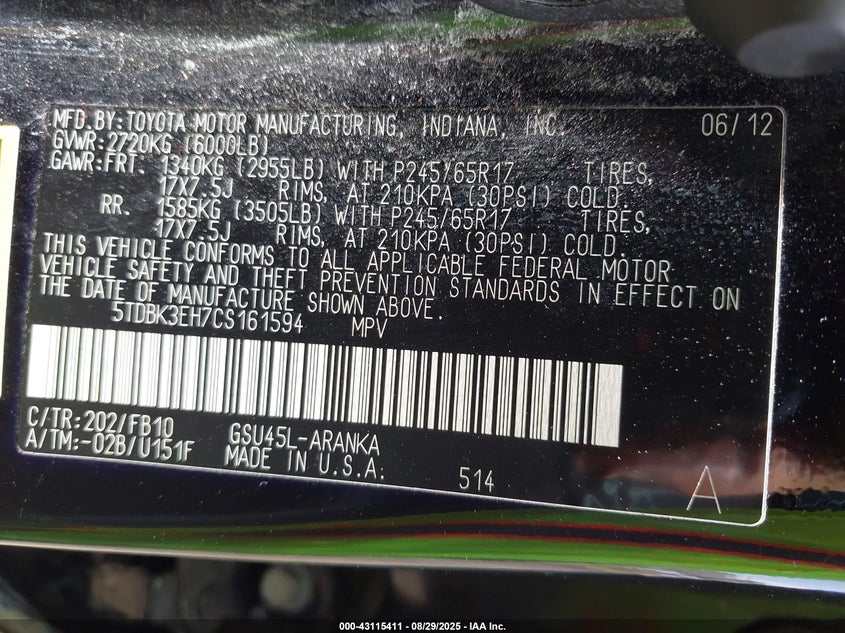 MFD BY:TOYOTA MOTOR MANUFACTURING, INDIANA, INC. 06/12
GVWR:2720KG (6000LB)
GAWR:FRT. 1340KG (2955LB) WITH P245/65R17 TIRES,
17X7.5J RIMS, AT 210KPA (30PSI) COLD.
RR. 1585KG (3505LB) WITH P245/65R17 TIRES,
17X7.5J RIMS, AT 210KPA (30PSI) COLD.
THIS VEHICLE CONFORMS TO ALL APPLICABLE FEDERAL MOTOR
VEHICLE SAFETY AND THEFT PREVENTION STANDARDS IN EFFECT ON
THE DATE OF MANUFACTURE SHOWN ABOVE.
5TDBK3EH7CS161594 MPV
C/TR:202/FB10 GSU45L-ARANKA
A/TM:-02B/U151F MADE IN U.S.A. 514 A
000-43115411 - 08/29/2025 - IAA Inc.